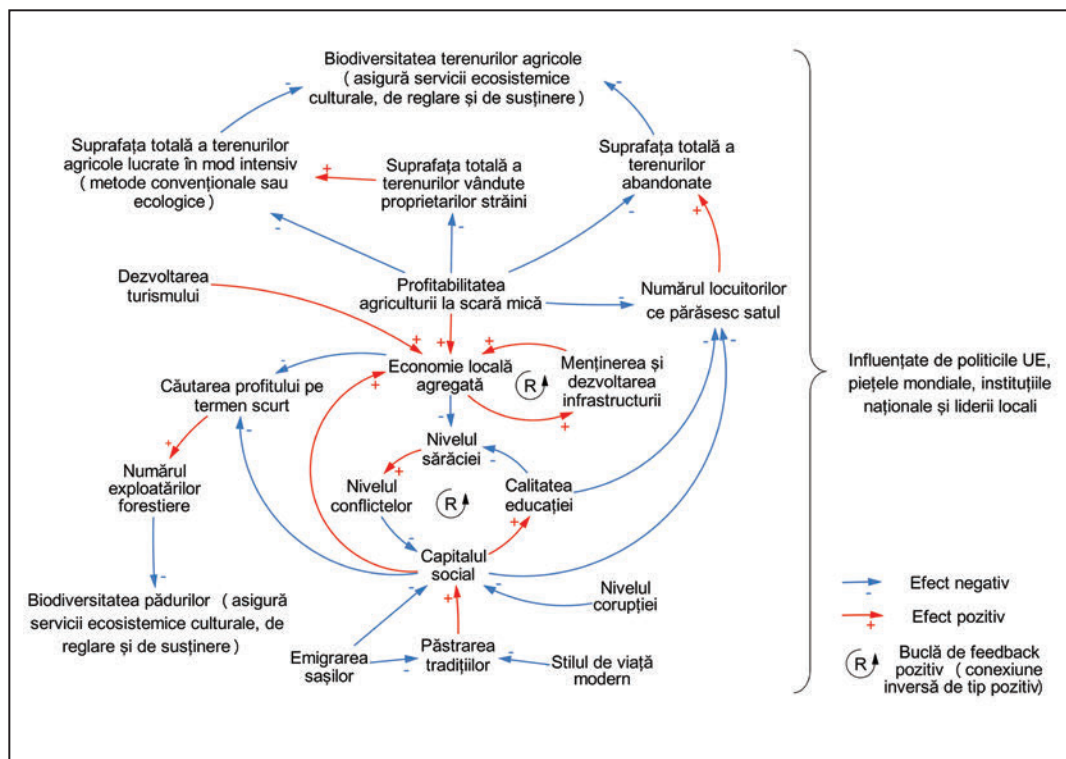 Biodiversitatea terenurilor agricole
( asigură servicii ecosistemice
culturale, de reglare și de susținere )
Suprafața totală a terenurilor
agricole lucrate în mod intensiv
( metode convenționale sau
ecologice )
Suprafața totală a
terenurilor vândute
proprietarilor străini
Suprafața totală a
terenurilor
abandonate
Dezvoltarea
turismului
Profitabilitatea
agriculturii la scară mică
Numărul locuitorilor
ce părăsesc satul
Economie locală
agregată
R
Menținerea și
dezvoltarea
infrastructurii
Căutarea profitului pe
termen scurt
Nivelul
sărăciei
Numărul
exploatărilor
forestiere
Nivelul
conflictelor
R
Calitatea
educației
Capitalul
social
Nivelul
corupției
Biodiversitatea pădurilor ( asigură
servicii ecosistemice culturale, de
reglare și de susținere )
Emigrarea
sașilor
Păstrarea
tradițiilor
Stilul de viață
modern
Influențate de politicile UE,
piețele mondiale, instituțiile
naționale și liderii locali
- Efect negativ
+ Efect pozitiv
R Buclă de feedback
pozitiv ( conexiune
inversă de tip pozitiv)